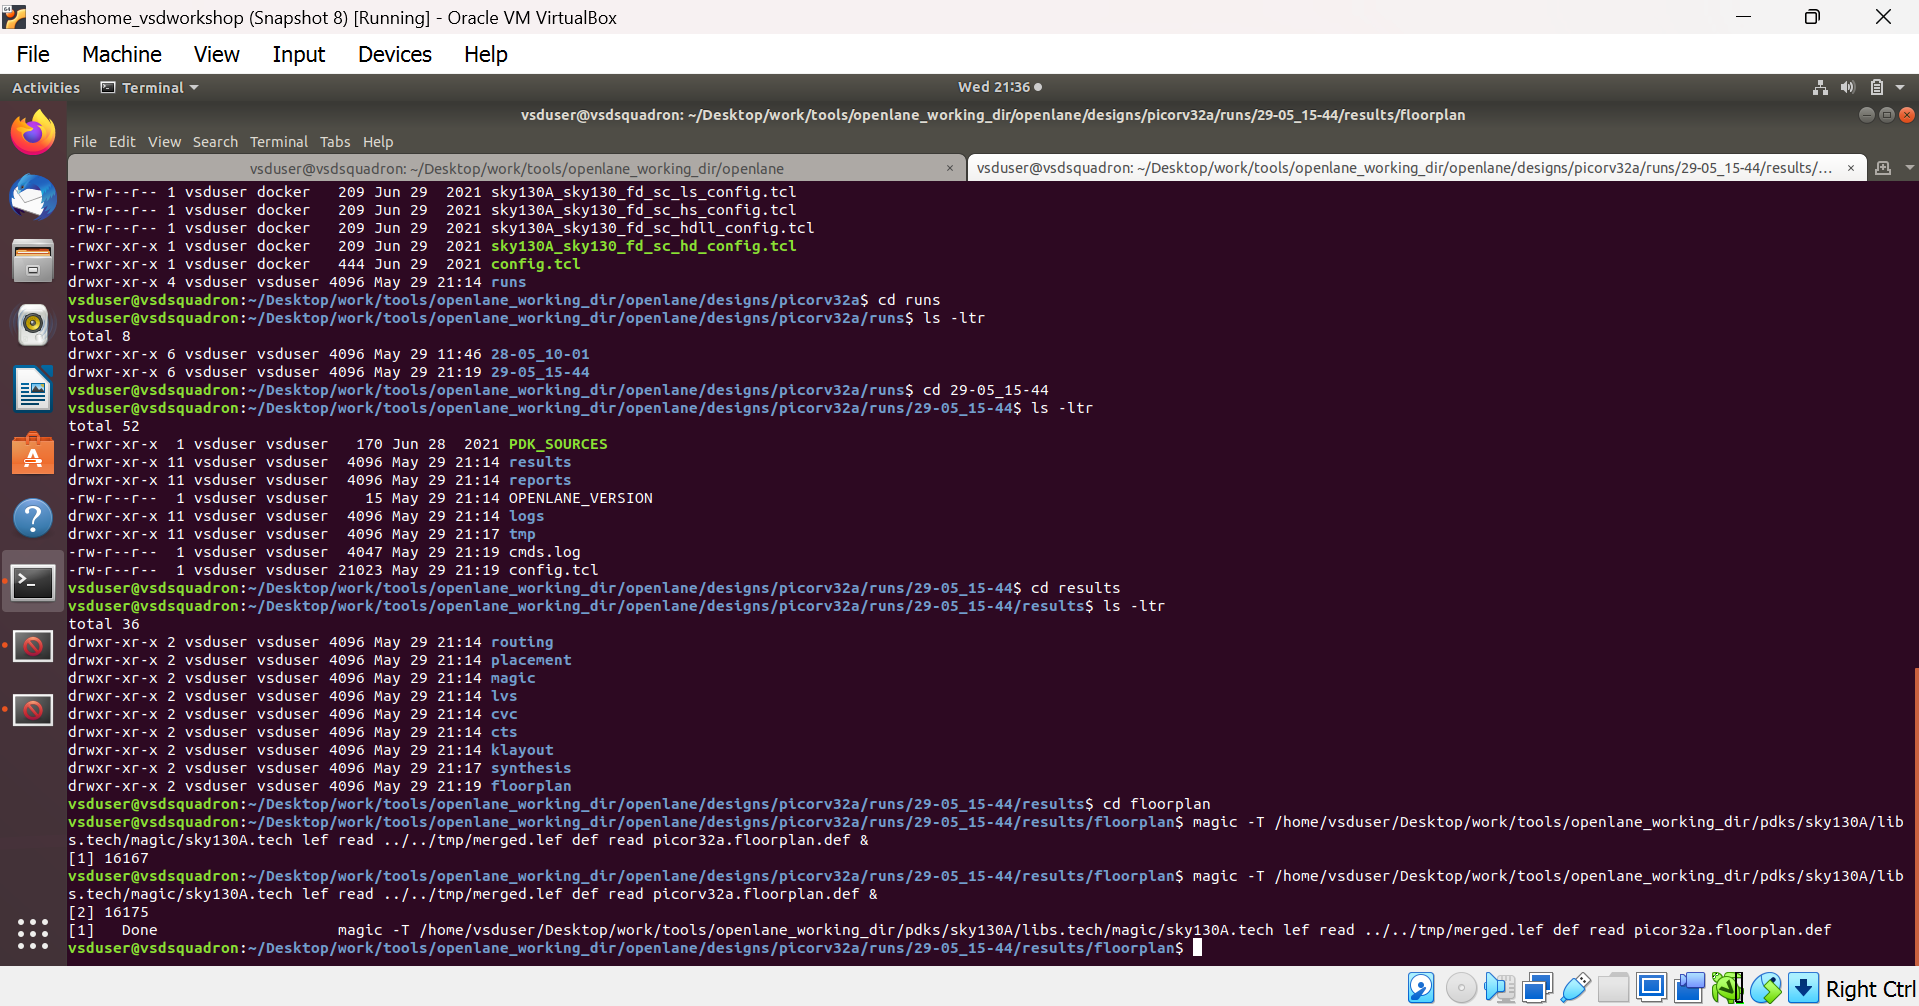 snehashome_vsdworkshop (Snapshot 8) [Running] - Oracle VM VirtualBox
File Machine View Input Devices Help
Activities Terminal Wed 21:36
vsduser@vsdsquadron: ~/Desktop/work/tools/openlane_working_dir/openlane/designs/picorv32a/runs/29-05_15-44/results/floorplan
File Edit View Search Terminal Tabs Help
vsduser@vsdsquadron: ~/Desktop/work/tools/openlane_working_dir/openlane × vsduser@vsdsquadron: ~/Desktop/work/tools/openlane_working_dir/openlane/designs/picorv32a/runs/29-05_15-44/results/... ×
-rw-r--r-- 1 vsduser docker   209 Jun 29  2021 sky130A_sky130_fd_sc_ls_config.tcl
-rw-r--r-- 1 vsduser docker   209 Jun 29  2021 sky130A_sky130_fd_sc_hs_config.tcl
-rw-r--r-- 1 vsduser docker   209 Jun 29  2021 sky130A_sky130_fd_sc_hdll_config.tcl
-rwxr-xr-x 1 vsduser docker   209 Jun 29  2021 sky130A_sky130_fd_sc_hd_config.tcl
-rwxr-xr-x 1 vsduser docker   444 Jun 29  2021 config.tcl
drwxr-xr-x 4 vsduser vsduser 4096 May 29 21:14 runs
vsduser@vsdsquadron:~/Desktop/work/tools/openlane_working_dir/openlane/designs/picorv32a$ cd runs
vsduser@vsdsquadron:~/Desktop/work/tools/openlane_working_dir/openlane/designs/picorv32a/runs$ ls -ltr
total 8
drwxr-xr-x 6 vsduser vsduser 4096 May 29 11:46 28-05_10-01
drwxr-xr-x 6 vsduser vsduser 4096 May 29 21:19 29-05_15-44
vsduser@vsdsquadron:~/Desktop/work/tools/openlane_working_dir/openlane/designs/picorv32a/runs$ cd 29-05_15-44
vsduser@vsdsquadron:~/Desktop/work/tools/openlane_working_dir/openlane/designs/picorv32a/runs/29-05_15-44$ ls -ltr
total 52
-rwxr-xr-x  1 vsduser vsduser   170 Jun 28  2021 PDK_SOURCES
drwxr-xr-x 11 vsduser vsduser  4096 May 29 21:14 results
drwxr-xr-x 11 vsduser vsduser  4096 May 29 21:14 reports
-rw-r--r--  1 vsduser vsduser    15 May 29 21:14 OPENLANE_VERSION
drwxr-xr-x 11 vsduser vsduser  4096 May 29 21:14 logs
drwxr-xr-x 11 vsduser vsduser  4096 May 29 21:17 tmp
-rw-r--r--  1 vsduser vsduser  4047 May 29 21:19 cmds.log
-rw-r--r--  1 vsduser vsduser 21023 May 29 21:19 config.tcl
vsduser@vsdsquadron:~/Desktop/work/tools/openlane_working_dir/openlane/designs/picorv32a/runs/29-05_15-44$ cd results
vsduser@vsdsquadron:~/Desktop/work/tools/openlane_working_dir/openlane/designs/picorv32a/runs/29-05_15-44/results$ ls -ltr
total 36
drwxr-xr-x 2 vsduser vsduser 4096 May 29 21:14 routing
drwxr-xr-x 2 vsduser vsduser 4096 May 29 21:14 placement
drwxr-xr-x 2 vsduser vsduser 4096 May 29 21:14 magic
drwxr-xr-x 2 vsduser vsduser 4096 May 29 21:14 lvs
drwxr-xr-x 2 vsduser vsduser 4096 May 29 21:14 cvc
drwxr-xr-x 2 vsduser vsduser 4096 May 29 21:14 cts
drwxr-xr-x 2 vsduser vsduser 4096 May 29 21:14 klayout
drwxr-xr-x 2 vsduser vsduser 4096 May 29 21:17 synthesis
drwxr-xr-x 2 vsduser vsduser 4096 May 29 21:19 floorplan
vsduser@vsdsquadron:~/Desktop/work/tools/openlane_working_dir/openlane/designs/picorv32a/runs/29-05_15-44/results$ cd floorplan
vsduser@vsdsquadron:~/Desktop/work/tools/openlane_working_dir/openlane/designs/picorv32a/runs/29-05_15-44/results/floorplan$ magic -T /home/vsduser/Desktop/work/tools/openlane_working_dir/pdks/sky130A/lib
s.tech/magic/sky130A.tech lef read ../../tmp/merged.lef def read picor32a.floorplan.def &
[1] 16167
vsduser@vsdsquadron:~/Desktop/work/tools/openlane_working_dir/openlane/designs/picorv32a/runs/29-05_15-44/results/floorplan$ magic -T /home/vsduser/Desktop/work/tools/openlane_working_dir/pdks/sky130A/lib
s.tech/magic/sky130A.tech lef read ../../tmp/merged.lef def read picorv32a.floorplan.def &
[2] 16175
[1]   Done                    magic -T /home/vsduser/Desktop/work/tools/openlane_working_dir/pdks/sky130A/libs.tech/magic/sky130A.tech lef read ../../tmp/merged.lef def read picor32a.floorplan.def
vsduser@vsdsquadron:~/Desktop/work/tools/openlane_working_dir/openlane/designs/picorv32a/runs/29-05_15-44/results/floorplan$
Right Ctrl